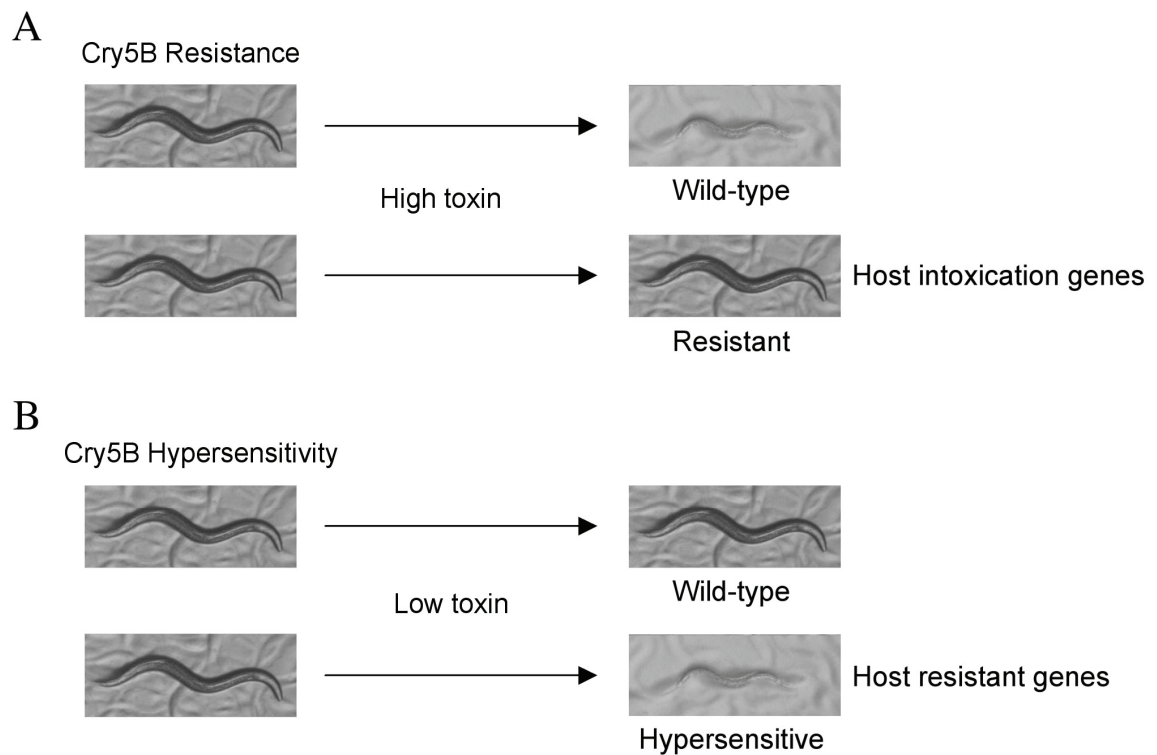 A
Cry5B Resistance
High toxin
Wild-type
Host intoxication genes
Resistant
B
Cry5B Hypersensitivity
Low toxin
Wild-type
Host resistant genes
Hypersensitive